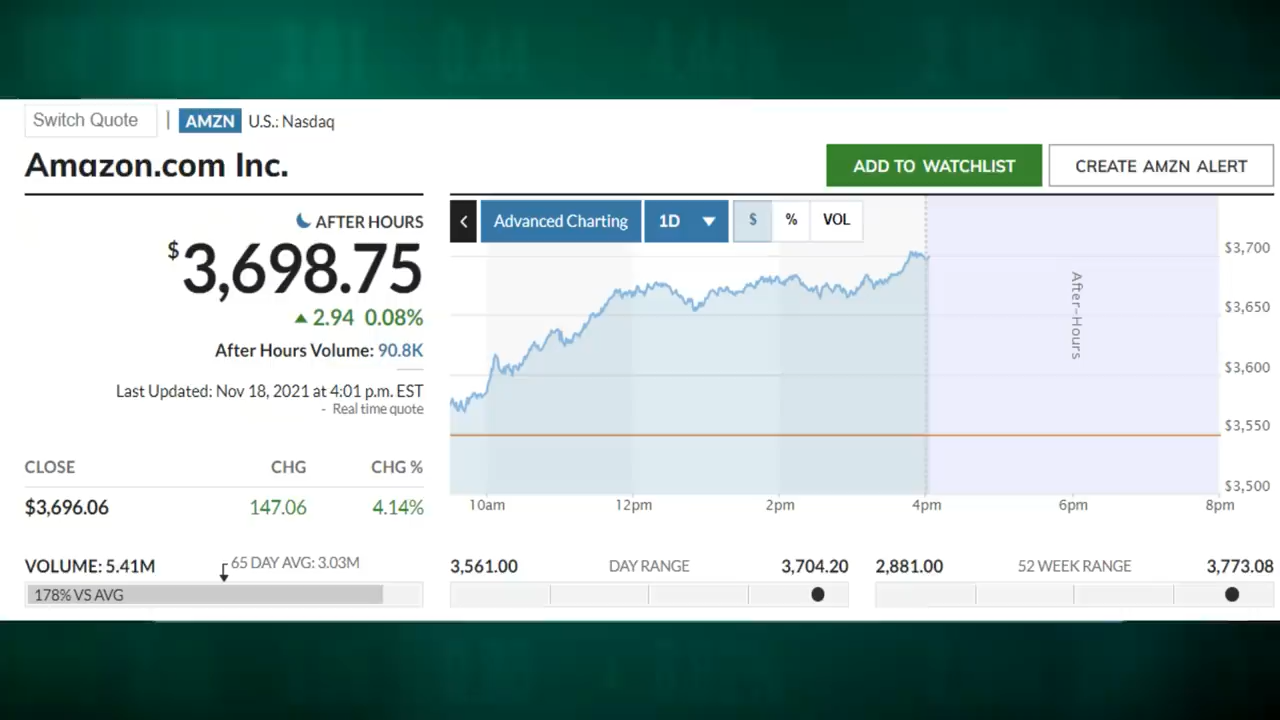 Switch Quote | AMZN U.S.: Nasdaq
Amazon.com Inc.
ADD TO WATCHLIST
CREATE AMZN ALERT
AFTER HOURS
$3,698.75
▲ 2.94 0.08%
After Hours Volume: 90.8K
Last Updated: Nov 18, 2021 at 4:01 p.m. EST
- Real time quote
CLOSE CHG CHG %
$3,696.06 147.06 4.14%
VOLUME: 5.41M
65 DAY AVG: 3.03M
178% VS AVG
< Advanced Charting 1D ▼ $ % VOL
$3,700
$3,650
$3,600
$3,550
$3,500
After-Hours
10am 12pm 2pm 4pm 6pm 8pm
3,561.00 DAY RANGE 3,704.20
2,881.00 52 WEEK RANGE 3,773.08